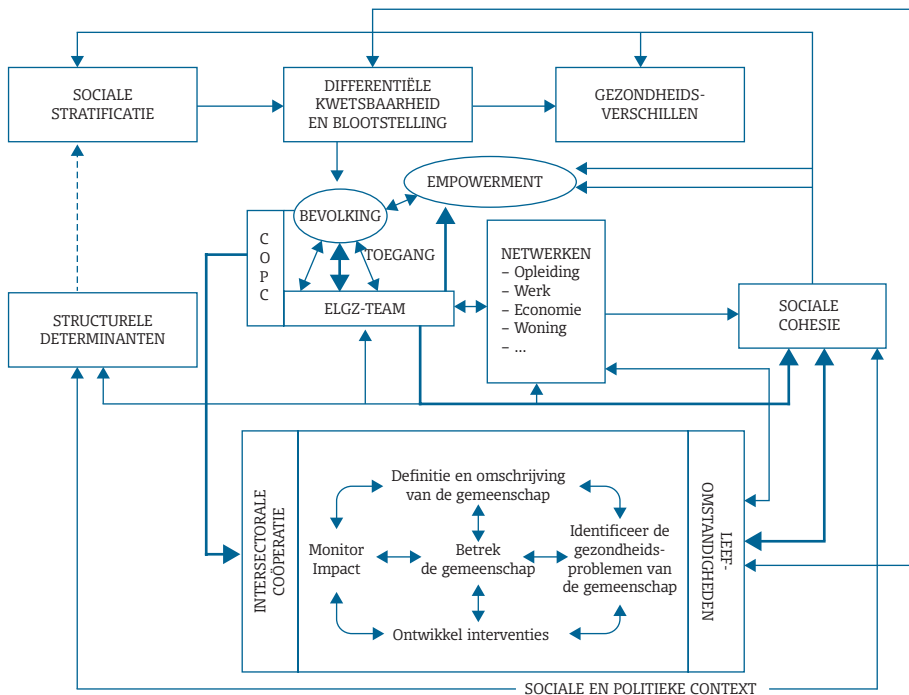 SOCIALE
STRATIFICATIE
DIFFERENTIËLE
KWETSBAARHEID
EN BLOOTSTELLING
GEZONDHEIDS-
VERSCHILLEN
EMPOWERMENT
BEVOLKING
COPC
TOEGANG
ELGZ-TEAM
NETWERKEN
– Opleiding
– Werk
– Economie
– Woning
– ...
STRUCTURELE
DETERMINANTEN
SOCIALE
COHESIE
INTERSECTORALE
COÖPERATIE
Definitie en omschrijving
van de gemeenschap
Monitor
Impact
Betrek
de gemeenschap
Identificeer de
gezondheids-
problemen van
de gemeenschap
Ontwikkel interventies
LEEF-
OMSTANDIGHEDEN
SOCIALE EN POLITIEKE CONTEXT